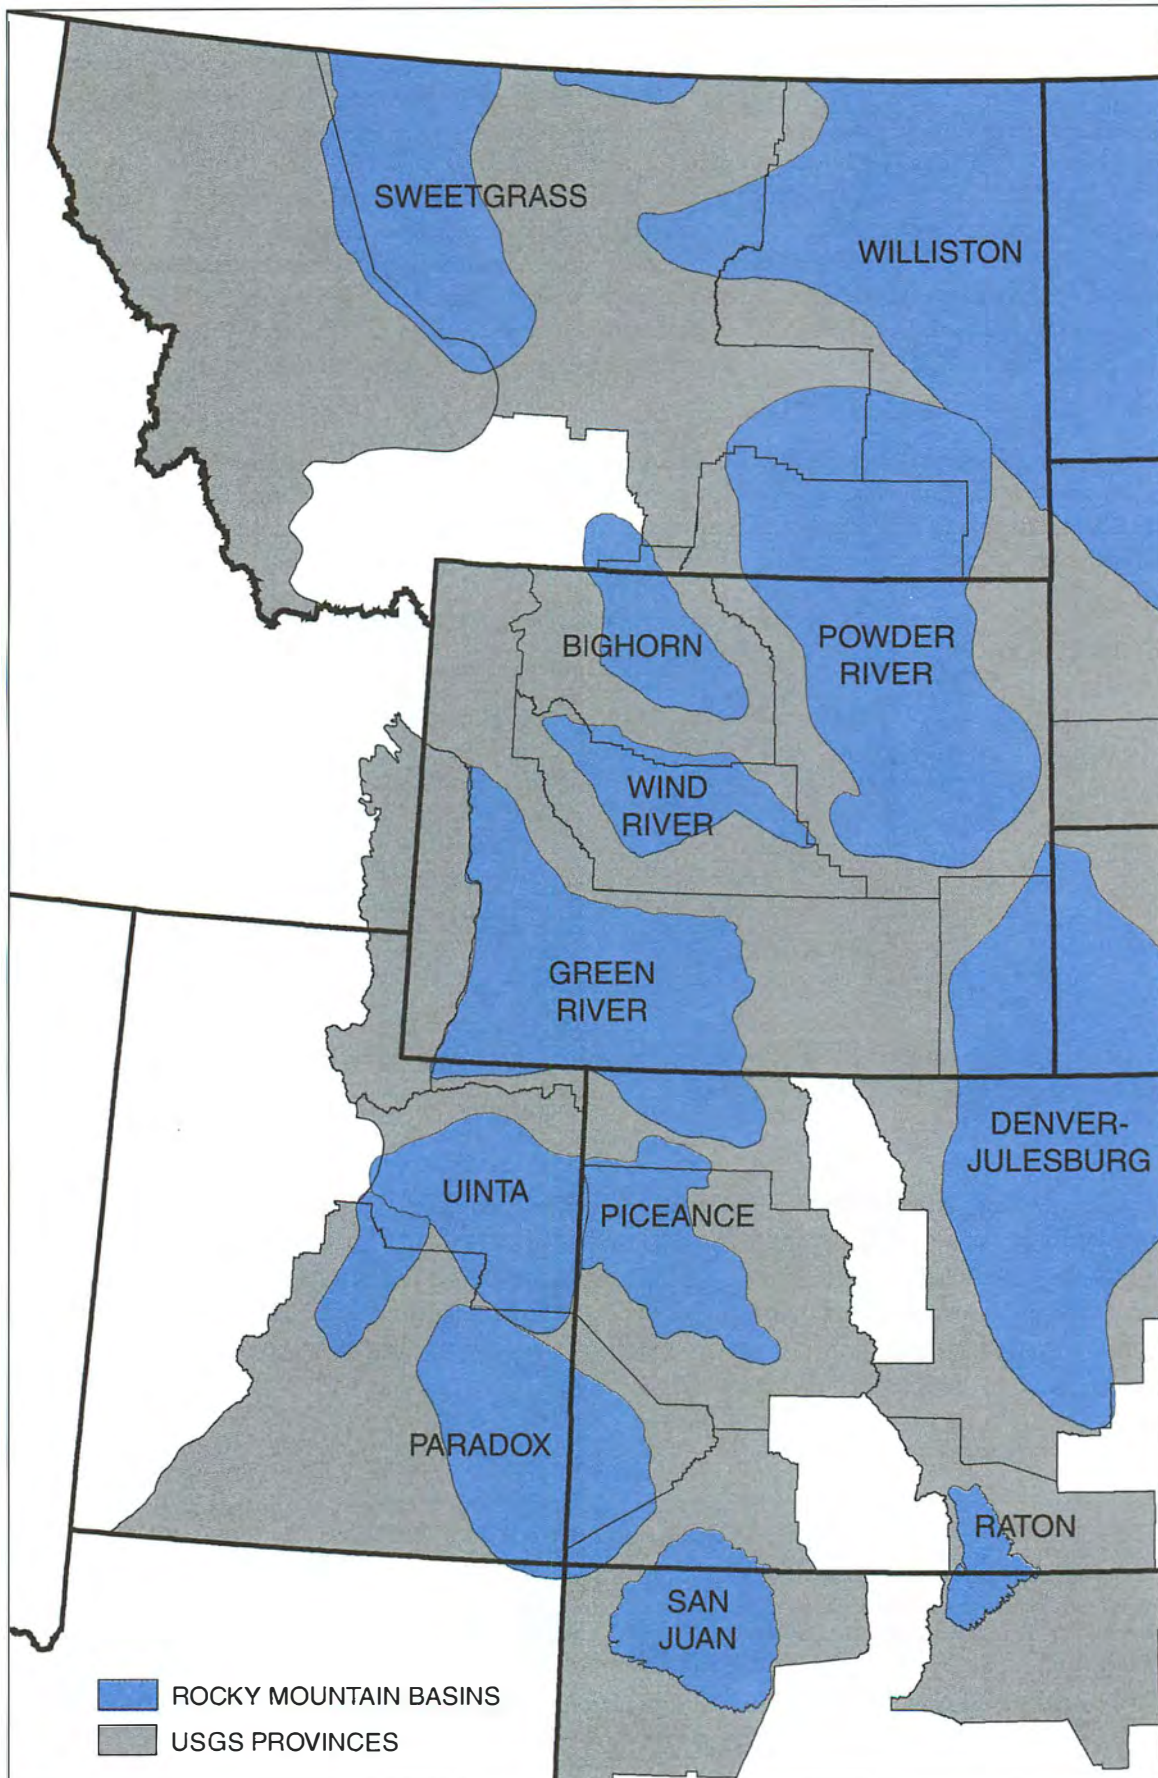 SWEETGRASS
WILLISTON
BIGHORN
POWDER
RIVER
WIND
RIVER
GREEN
RIVER
DENVER-
JULESBURG
UINTA
PICEANCE
PARADOX
RATON
SAN
JUAN
ROCKY MOUNTAIN BASINS
USGS PROVINCES